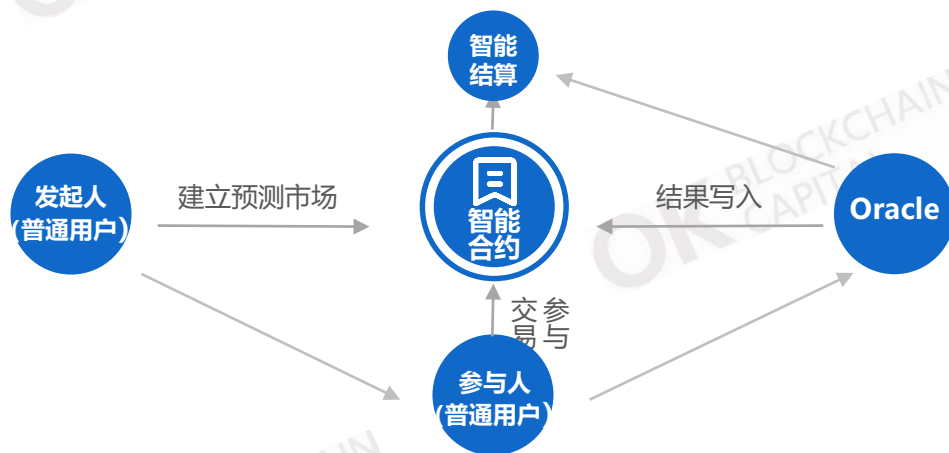 智能
结算
发起人
(普通用户)
建立预测市场
智能
合约
结果写入
Oracle
参与
交易
参与人
(普通用户)
OK BLOCKCHAIN
CAPITAL